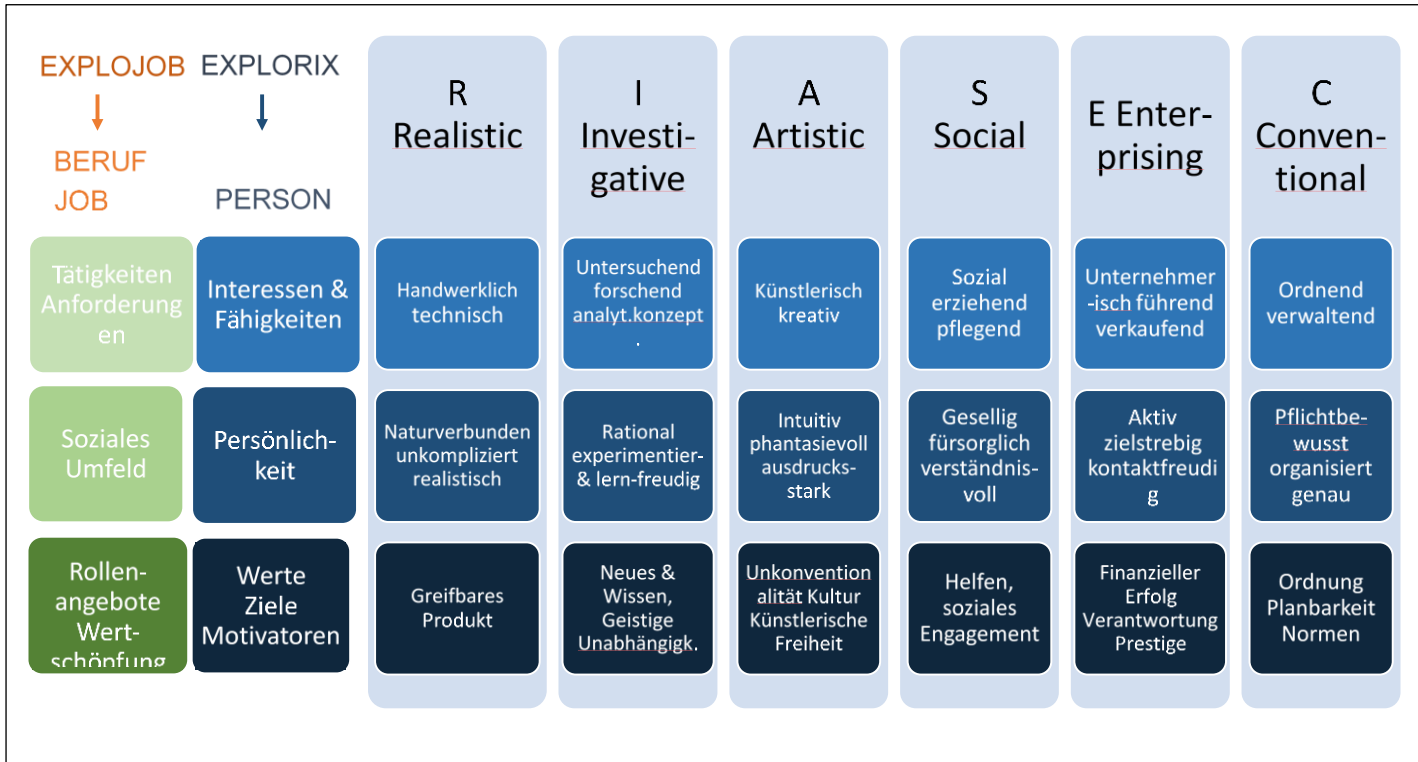 EXPLOJOB
EXPLORIX
BERUF
JOB
PERSON
R
Realistic
I
Investi-
gative
A
Artistic
S
Social
E Enter-
prising
C
Conven-
tional
Tätigkeiten
Anforderung
en
Interessen &
Fähigkeiten
Handwerklich
technisch
Untersuchend
forschend
analyt.konzept
.
Künstlerisch
kreativ
Sozial
erziehend
pflegend
Unternehmer
-isch führend
verkaufend
Ordnend
verwaltend
Soziales
Umfeld
Persönlich-
keit
Naturverbunden
unkompliziert
realistisch
Rational
experimentier-
& lern-freudig
Intuitiv
phantasievoll
ausdrucks-
stark
Gesellig
fürsorglich
verständnis-
voll
Aktiv
zielstrebig
kontaktfreudi
g
Pflichtbe-
wusst
organisiert
genau
Rollen-
angebote
Wert-
schöpfung
Werte
Ziele
Motivatoren
Greifbares
Produkt
Neues &
Wissen,
Geistige
Unabhängigk.
Unkonvention
alität Kultur
Künstlerische
Freiheit
Helfen,
soziales
Engagement
Finanzieller
Erfolg
Verantwortung
Prestige
Ordnung
Planbarkeit
Normen